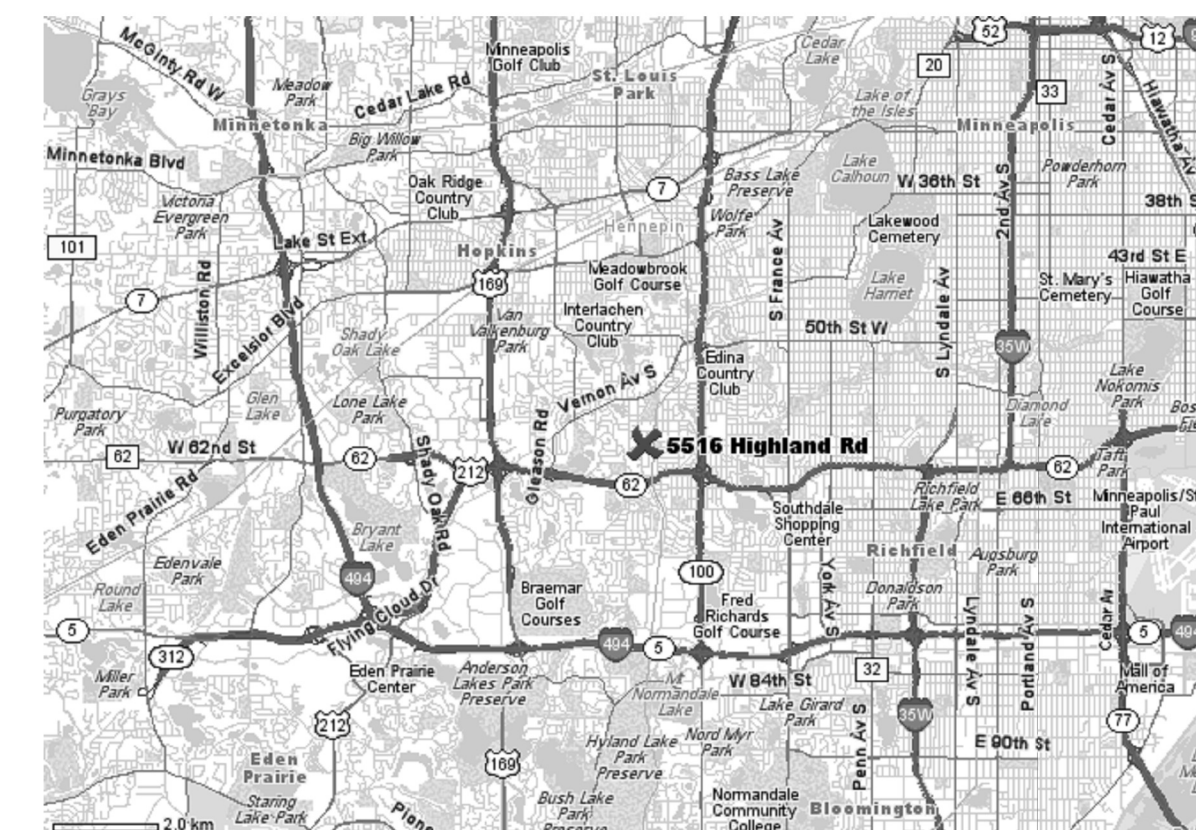 McGinty Rd W
Grays
Bay
Meadow
Park
Minnetonka
Cedar Lake Rd
Minneapolis
Golf Club
St. Louis
Park
Cedar
Lake
20
52
12
33
Cedar Av S
Hiawatha Av
Lake of
the Isles
Minneapolis
Big Willow
Park
Minnetonka Blvd
Oak Ridge
Country
Club
7
Bass Lake
Preserve
Lake
Calhoun
W 36th St
Powderhorn
Park
2nd Av S
38th S
Victoria
Evergreen
Park
Lake St Ext
101
Hopkins
169
Hennepin
Wolfe
Park
Lakewood
Cemetery
43rd St E
Meadowbrook
Golf Course
S Franee Av
Lake
Harriet
St. Mary's
Cemetery
Hiawatha
Golf
Course
7
Williston Rd
Excelsior Blvd
Shady
Oak Lake
Van
Valkenburg
Park
Interlachen
Country
Club
50th St W
S Lyndale Av
35W
Edina
Country
Club
Lake
Nokomis
Park
Vernon Av S
Glen
Lake
Lone Lake
Park
Purgatory
Park
Diamond
Lake
W 62nd St
62
62
Shady Oak Rd
212
Gleason Rd
5516 Highland Rd
62
62
Taft
Park
Eden Prairie Rd
Richfield
Lake Park
E 66th St
Southdale
Shopping
Center
Minneapolis/St
Paul
International
Airport
Bryant
Lake
Richfield
Augsburg
Park
Edenvale
Park
494
Flying Cloud Dr
Round
Lake
Braemar
Golf
Courses
100
Fred
Richards
Golf Course
York Av S
Donaldson
Park
Lyndale Av S
Portland Av S
Cedar Av
5
312
494
5
5
Miller
Park
Eden Prairie
Center
Anderson
Lakes Park
Preserve
Mt
Normandale
Lake
W 84th St
32
Mall of
America
Lake Girard
Park
212
35W
77
Hyland Lake
Park
Preserve
Nord Myr
Park
Penn Av S
E 90th St
Eden
Prairie
169
Staring
Lake Park
Bush Lake
Park
Preserve
Normandale
Community
College
Bloomington
2.0 km